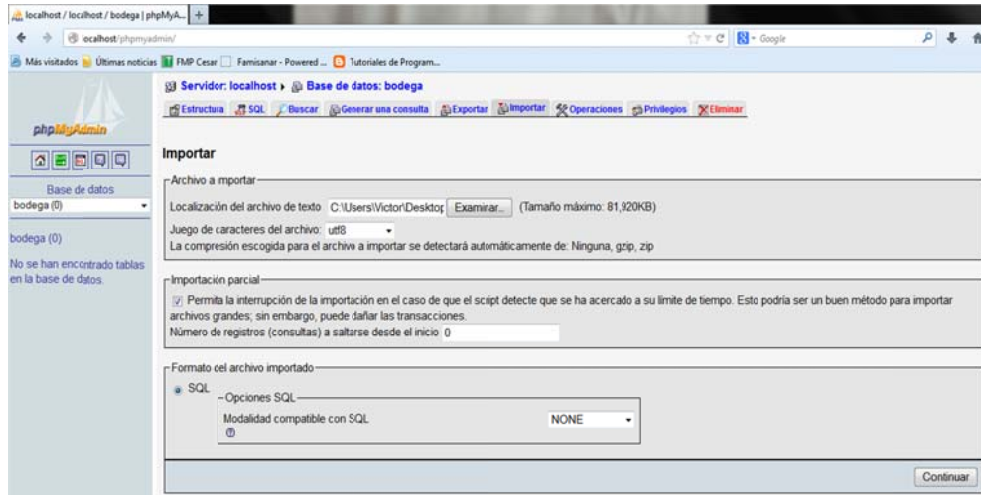 localhost / localhost / bodega | phpMyA...
ocalhost/phpmyadmin/
Google
Más visitados
Últimas noticias
FMP Cesar
Famisanar - Powered ...
Tutoriales de Program...
phpMyAdmin
Base de datos
bodega (0)
bodega (0)
No se han encontrado tablas
en la base de datos.
Servidor: localhost
Base de datos: bodega
Estructura
SQL
Buscar
Generar una consulta
Exportar
Importar
Operaciones
Privilegios
Eliminar
Importar
Archivo a mportar
Localización del archivo de texto C:\Users\Victor\Desktop Examinar... (Tamaño máximo: 81,920KB)
Juego de caracteres del archivo: utf8
La compresión escogida para el archivo a importar se detectará automáticamente de: Ninguna, gzip, zip
Importación parcial
Permita la interrupción de la importación en el caso de que el script detecte que se ha acercado a su límite de tiempo. Esto podría ser un buen método para importar
archivos grandes; sin embargo, puede dañar las transacciones.
Número de registros (consultas) a saltarse desde el inicio 0
Formato del archivo importado
SQL
Opciones SQL
Modalidad compatible con SQL NONE
Continuar